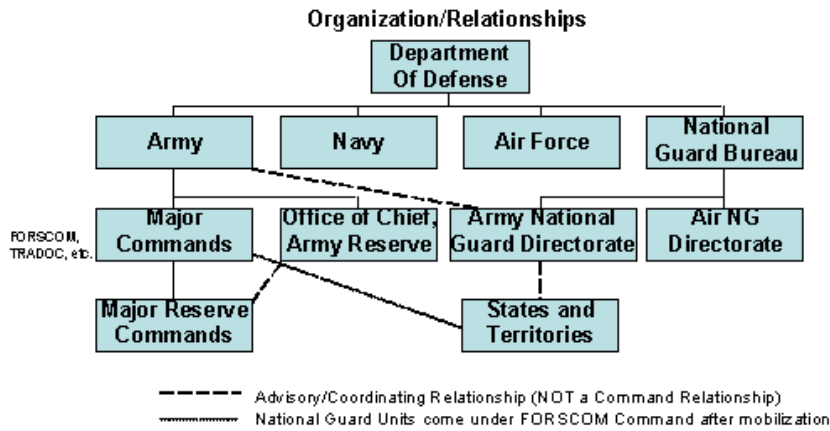 Organization/Relationships
Department
Of Defense
Army
Navy
Air Force
National
Guard Bureau
FORSCOM,
TRADOC, etc.
Major
Commands
Office of Chief,
Army Reserve
Army National
Guard Directorate
Air NG
Directorate
Major Reserve
Commands
States and
Territories
Advisory/Coordinating Relationship (NOT a Command Relationship)
National Guard Units come under FORSCOM Command after mobilization